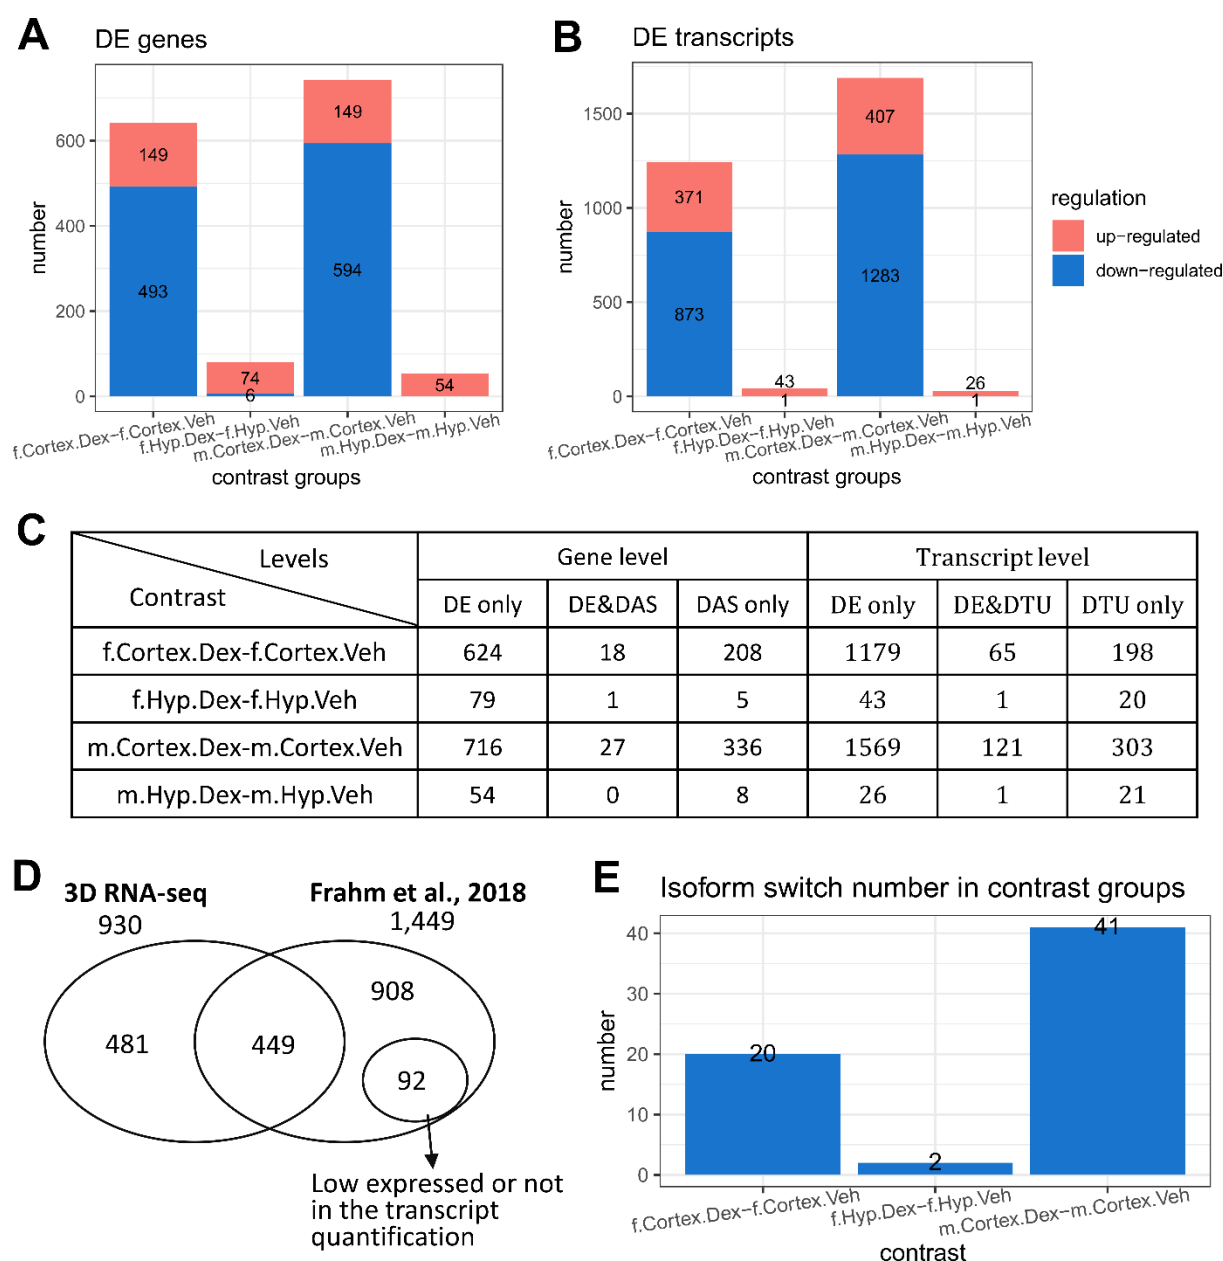 A
DE genes
600
400
200
0
number
149
493
74
6
149
594
54
f.Cortex.Dex−f.Cortex.Veh
f.Hyp.Dex−f.Hyp.Veh
m.Cortex.Dex−m.Cortex.Veh
m.Hyp.Dex−m.Hyp.Veh
contrast groups
B
DE transcripts
1500
1000
500
0
number
371
873
43
1
407
1283
26
1
f.Cortex.Dex−f.Cortex.Veh
f.Hyp.Dex−f.Hyp.Veh
m.Cortex.Dex−m.Cortex.Veh
m.Hyp.Dex−m.Hyp.Veh
contrast groups
regulation
up−regulated
down−regulated
C
Levels Gene level Transcript level
Contrast DE only DE&DAS DAS only DE only DE&DTU DTU only
f.Cortex.Dex-f.Cortex.Veh 624 18 208 1179 65 198
f.Hyp.Dex-f.Hyp.Veh 79 1 5 43 1 20
m.Cortex.Dex-m.Cortex.Veh 716 27 336 1569 121 303
m.Hyp.Dex-m.Hyp.Veh 54 0 8 26 1 21
D
3D RNA-seq Frahm et al., 2018
930 1,449
908
481 449
92
Low expressed or not
in the transcript
quantification
E
Isoform switch number in contrast groups
40
30
20
10
0
number
20
2
41
f.Cortex.Dex−f.Cortex.Veh
f.Hyp.Dex−f.Hyp.Veh
m.Cortex.Dex−m.Cortex.Veh
contrast